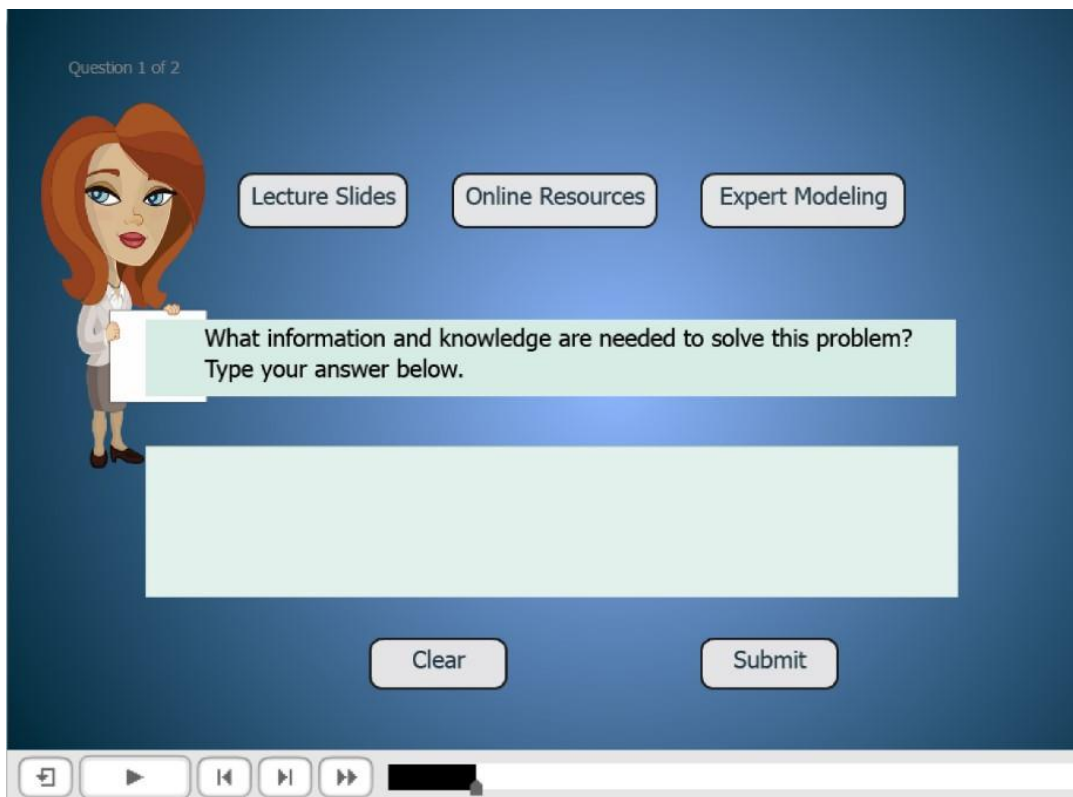 Question 1 of 2
Lecture Slides
Online Resources
Expert Modeling
What information and knowledge are needed to solve this problem?
Type your answer below.
Clear
Submit